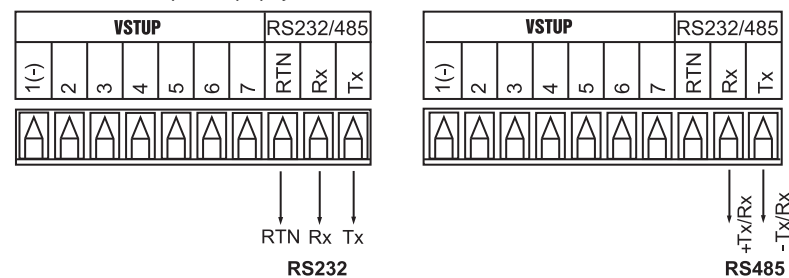 VSTUP RS232/485
1(-) 2 3 4 5 6 7 RTN Rx Tx
RTN Rx Tx
RS232
VSTUP RS232/485
1(-) 2 3 4 5 6 7 RTN Rx Tx
+Tx/Rx
-Tx/Rx
RS485